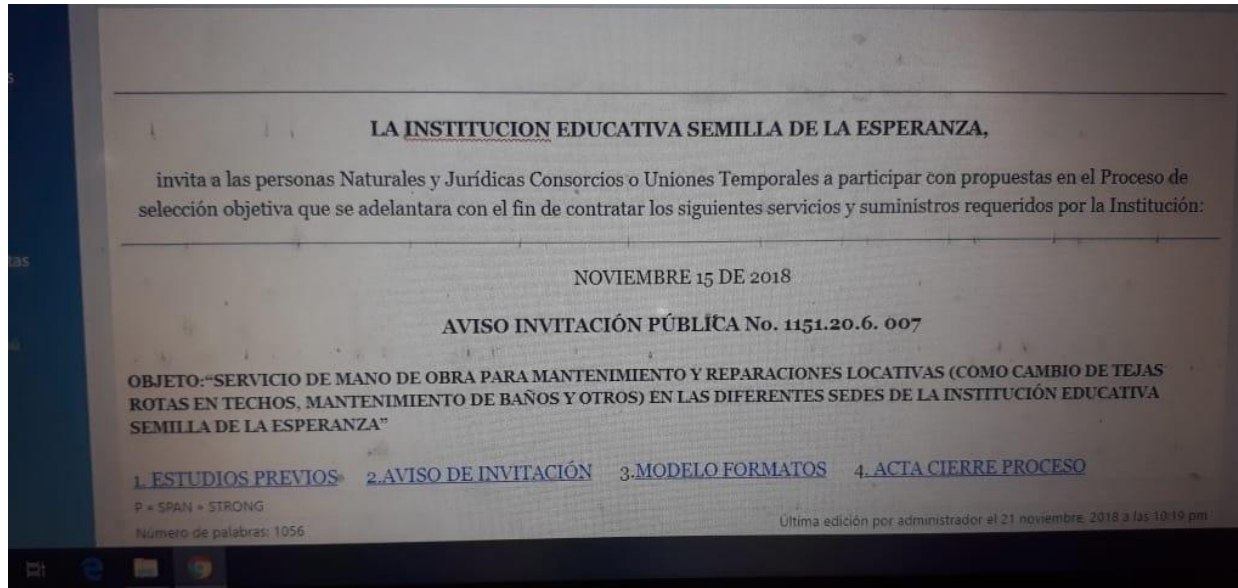 LA INSTITUCION EDUCATIVA SEMILLA DE LA ESPERANZA,
invita a las personas Naturales y Jurídicas Consorcios o Uniones Temporales a participar con propuestas en el Proceso de
selección objetiva que se adelantara con el fin de contratar los siguientes servicios y suministros requeridos por la Institución:
tas
NOVIEMBRE 15 DE 2018
AVISO INVITACIÓN PÚBLICA No. 1151.20.6. 007
OBJETO:“SERVICIO DE MANO DE OBRA PARA MANTENIMIENTO Y REPARACIONES LOCATIVAS (COMO CAMBIO DE TEJAS
ROTAS EN TECHOS, MANTENIMIENTO DE BAÑOS Y OTROS) EN LAS DIFERENTES SEDES DE LA INSTITUCIÓN EDUCATIVA
SEMILLA DE LA ESPERANZA”
1. ESTUDIOS PREVIOS 2.AVISO DE INVITACIÓN 3.MODELO FORMATOS 4. ACTA CIERRE PROCESO
P » SPAN » STRONG
Número de palabras: 1056 Última edición por administrador el 21 noviembre, 2018 a las 10:19 pm